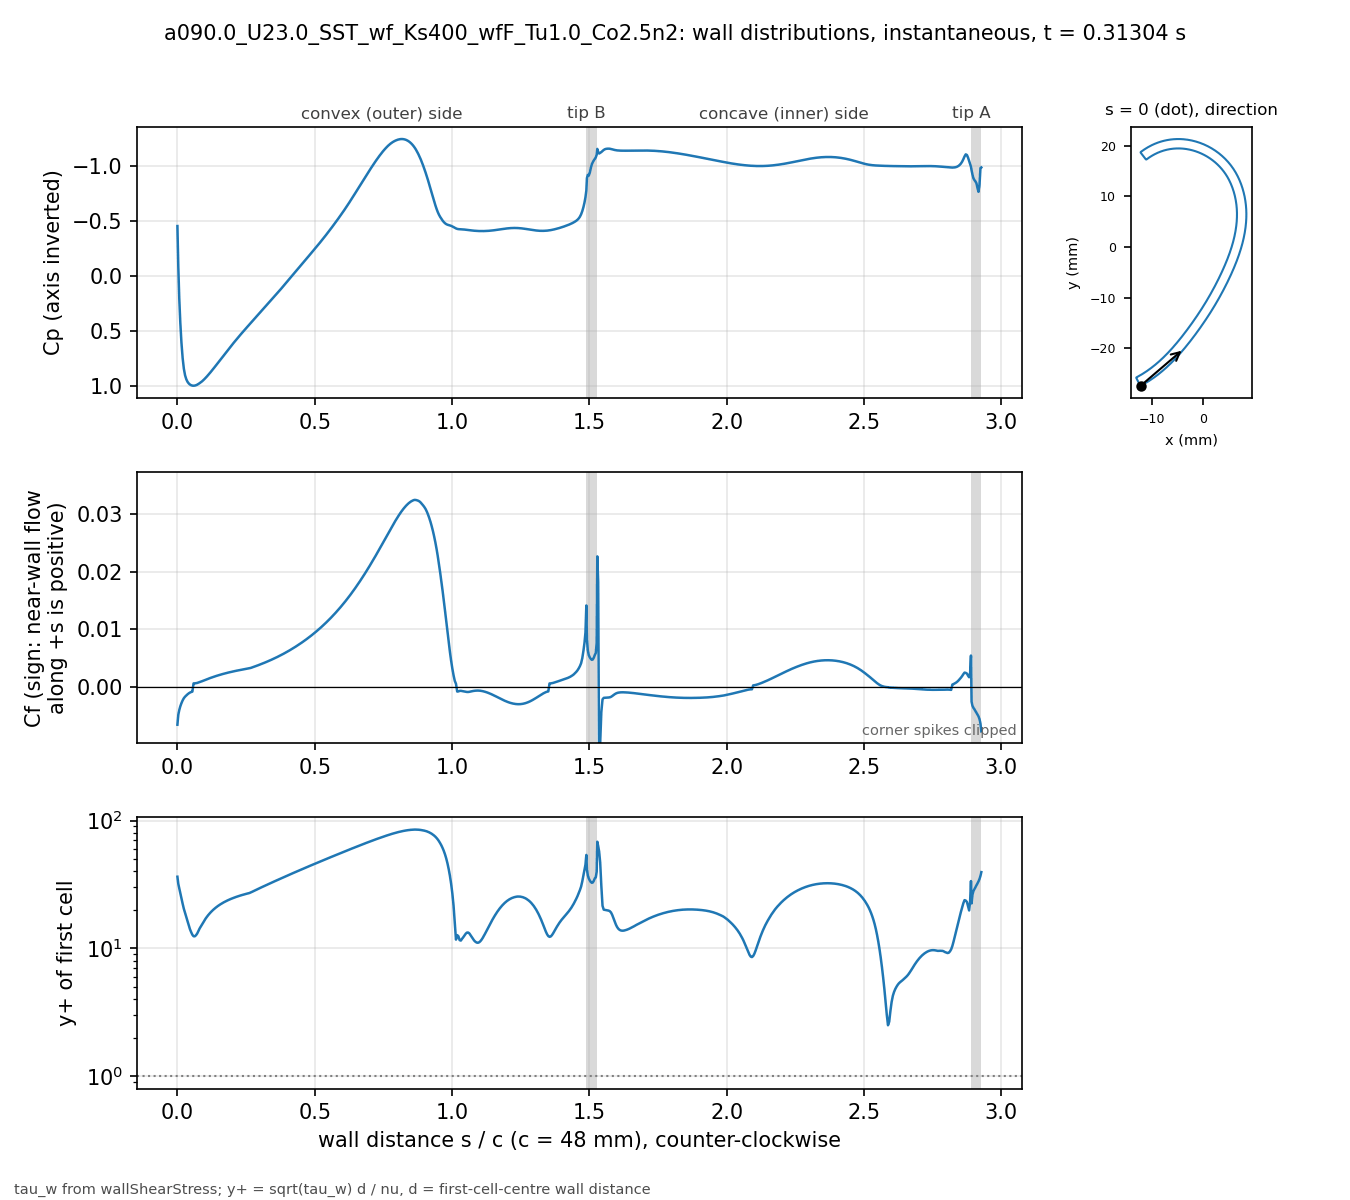 a090.0_U23.0_SST_wf_Ks400_wfF_Tu1.0_Co2.5n2: wall distributions, instantaneous, t = 0.31304 s
convex (outer) side
tip B
concave (inner) side
tip A
s = 0 (dot), direction
Cp (axis inverted)
−1.0
−0.5
0.0
0.5
1.0
0.0 0.5 1.0 1.5 2.0 2.5 3.0
y (mm)
20
10
0
−10
−20
−10 0
x (mm)
Cf (sign: near-wall flow
along +s is positive)
0.03
0.02
0.01
0.00
corner spikes clipped
0.0 0.5 1.0 1.5 2.0 2.5 3.0
y+ of first cell
10²
10¹
10⁰
0.0 0.5 1.0 1.5 2.0 2.5 3.0
wall distance s / c (c = 48 mm), counter-clockwise
tau_w from wallShearStress; y+ = sqrt(tau_w) d / nu, d = first-cell-centre wall distance